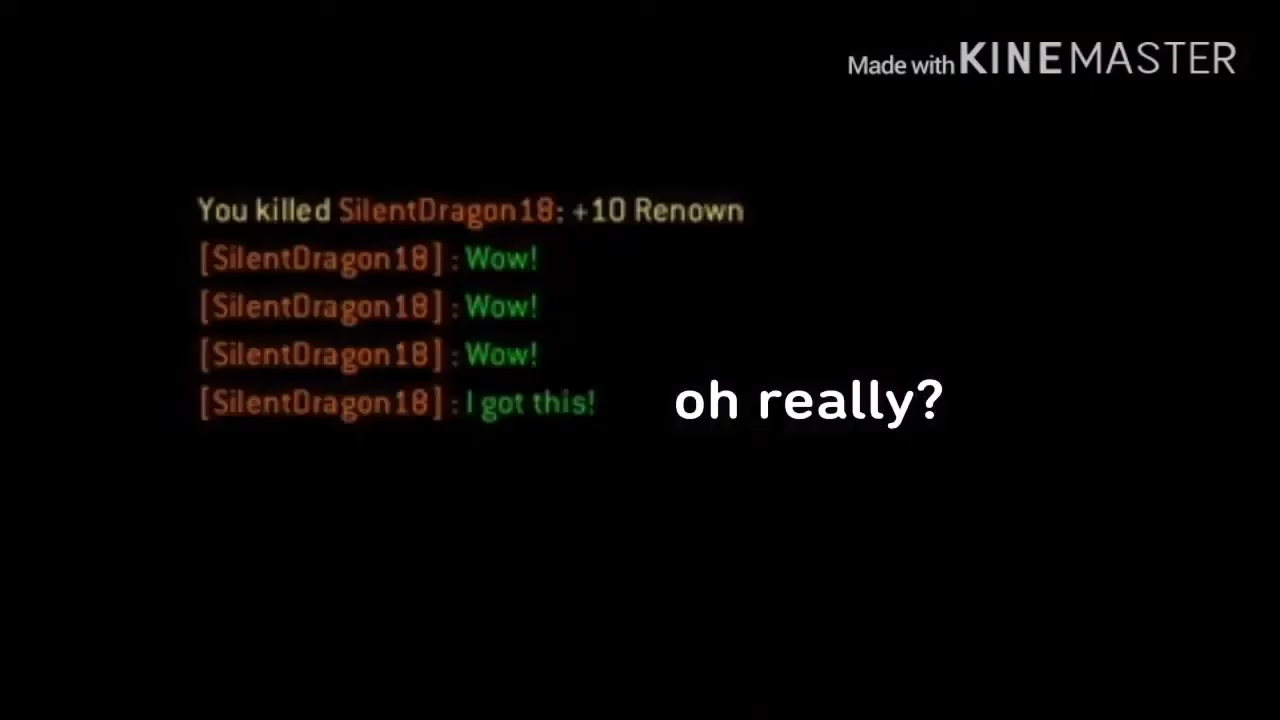 Made with KINEMASTER
You killed SilentDragon18: +10 Renown
[SilentDragon18] : Wow!
[SilentDragon18] : Wow!
[SilentDragon18] : Wow!
[SilentDragon18] : I got this! oh really?